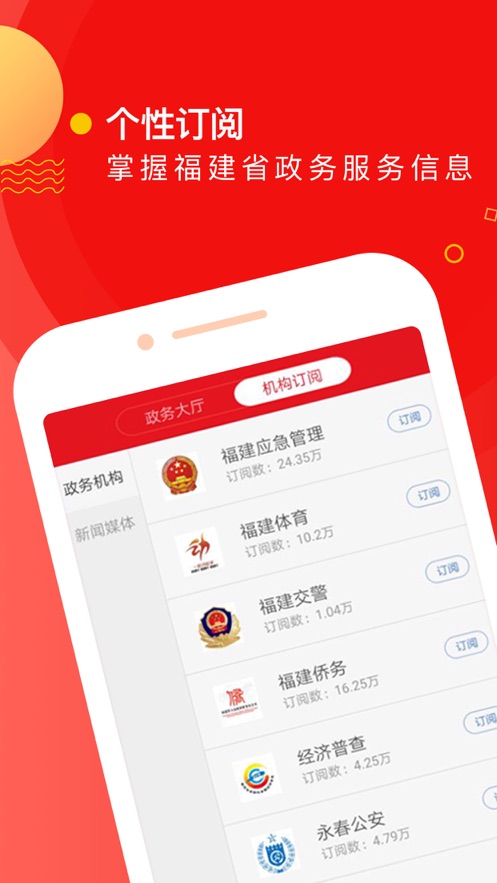 个性订阅
掌握福建省政务服务信息
政务大厅
机构订阅
政务机构
新闻媒体
福建应急管理
订阅数：24.35万
订阅
福建体育
订阅数：10.2万
订阅
福建交警
订阅数：1.04万
订阅
福建侨务
订阅数：16.25万
订阅
经济普查
订阅数：4.25万
订阅
永春公安
订阅数：4.79万